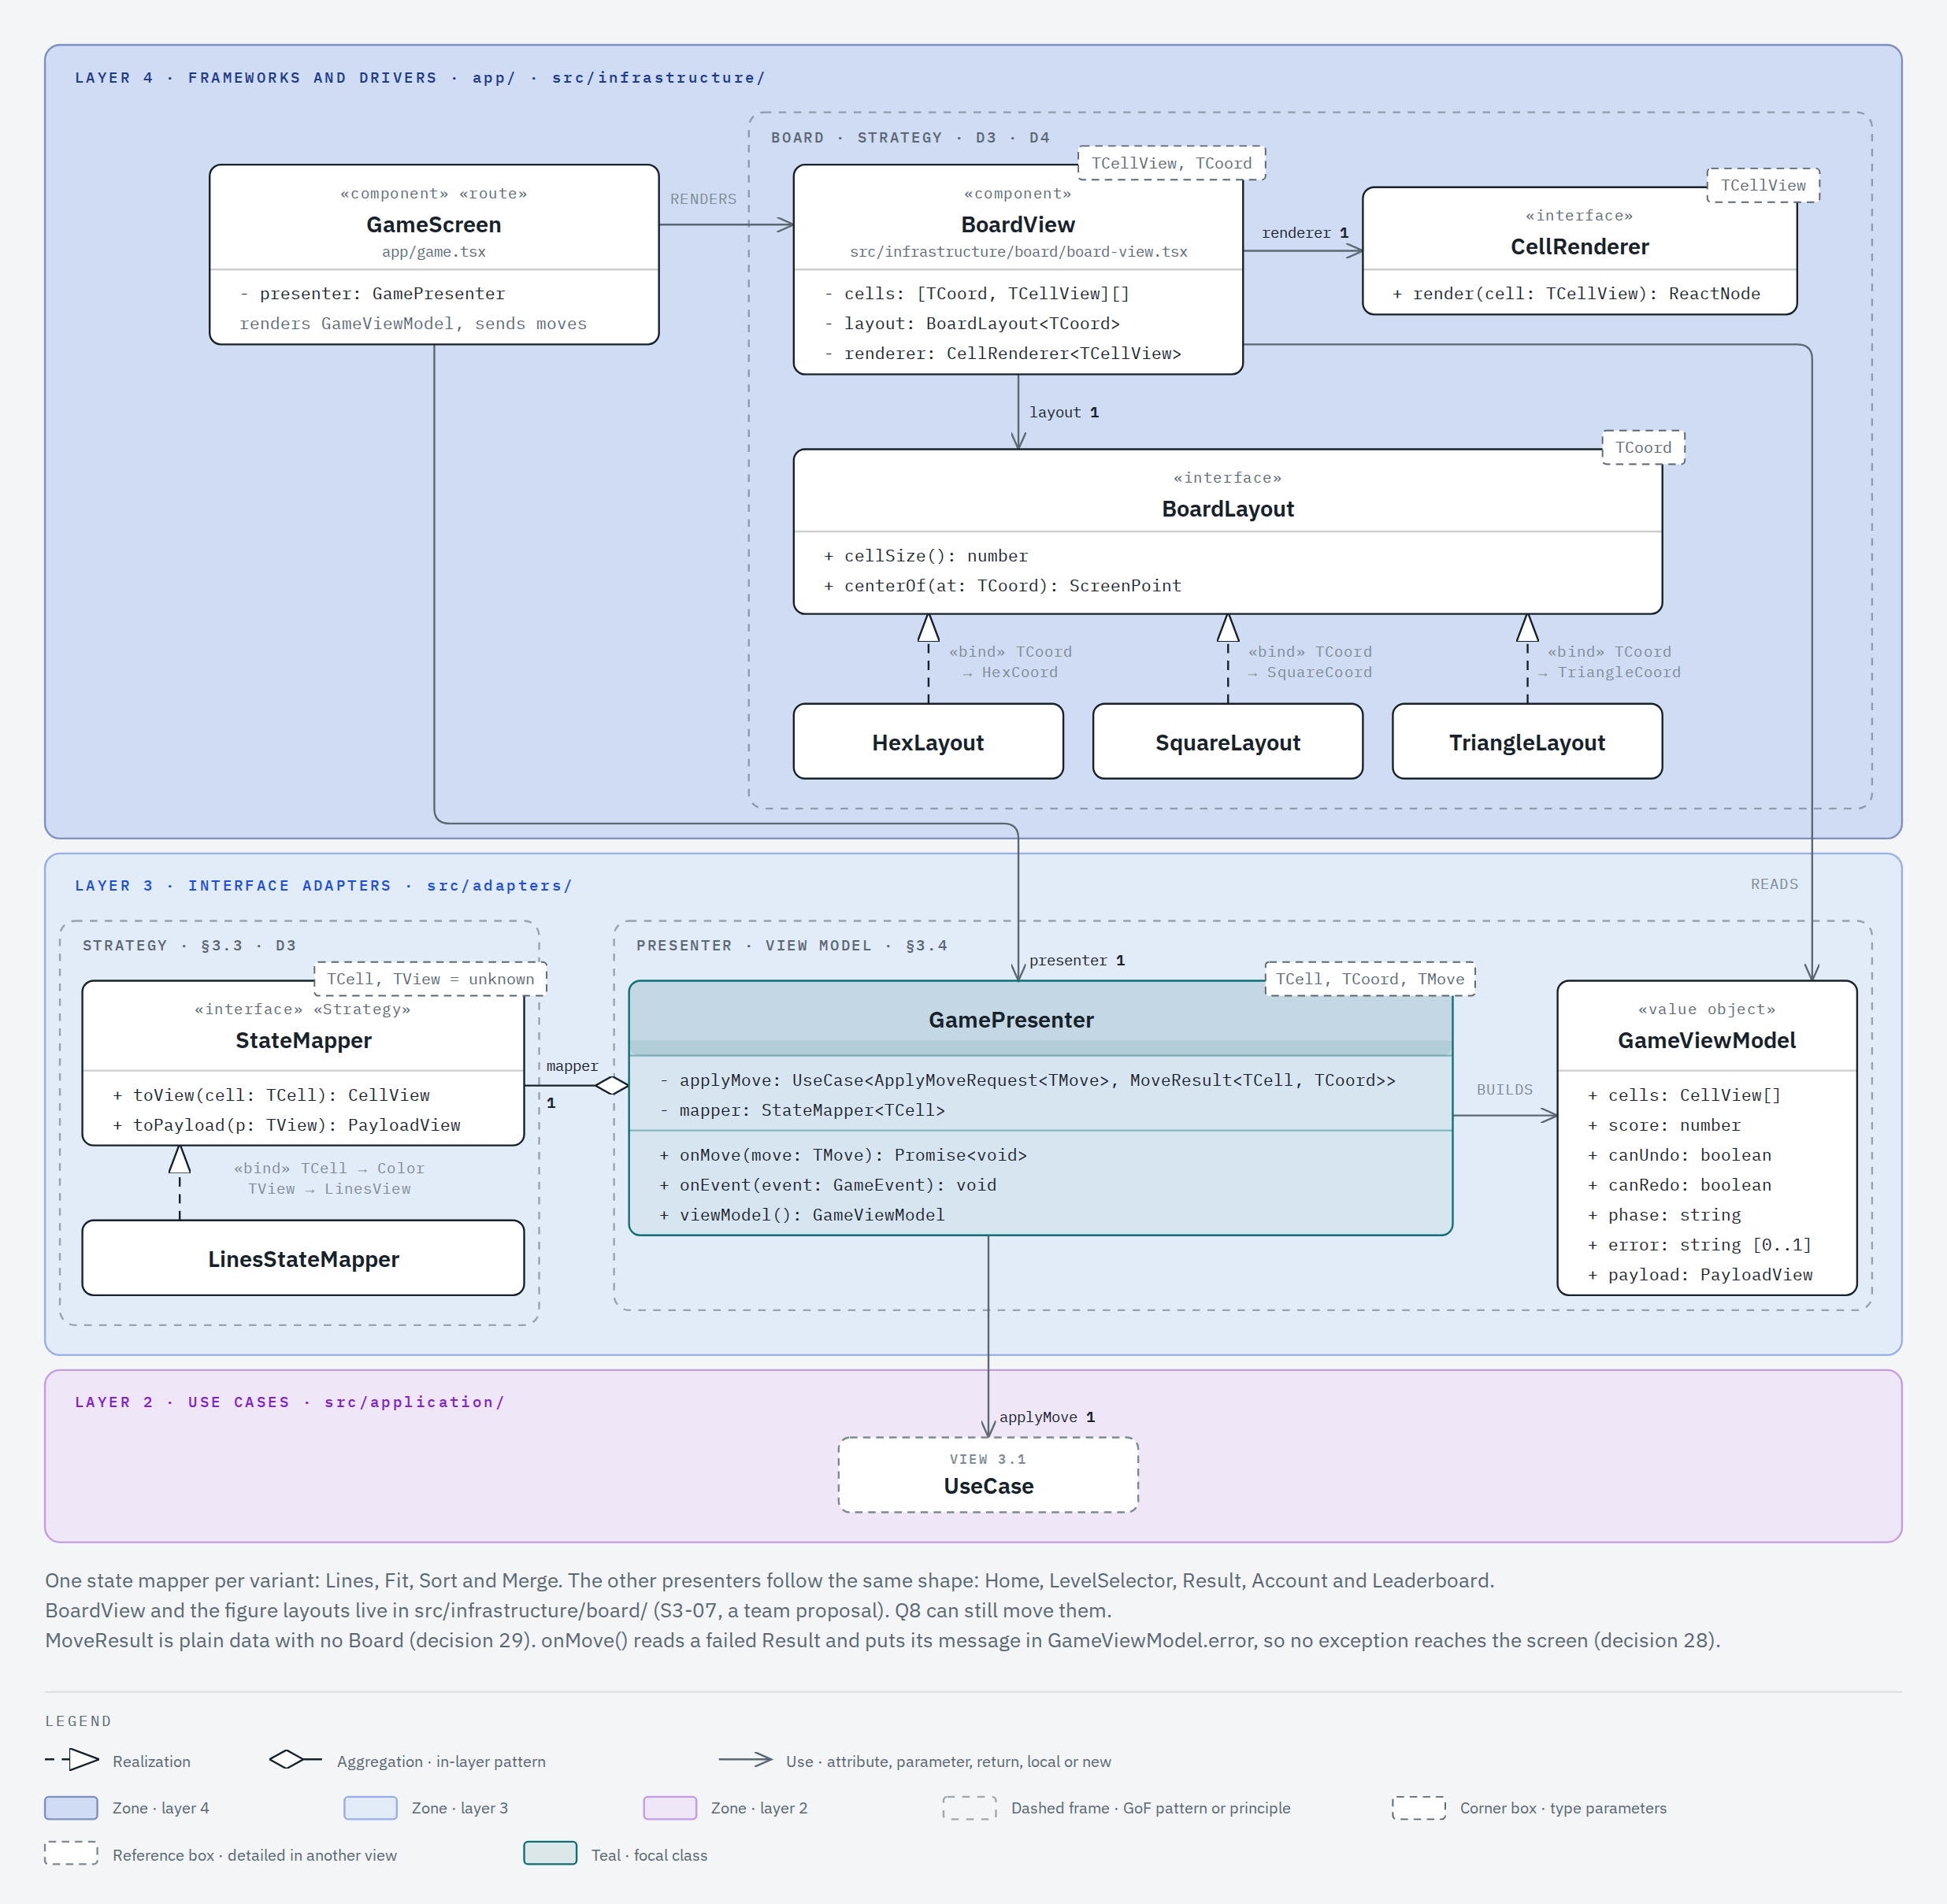 LAYER 4 · FRAMEWORKS AND DRIVERS · app/ · src/infrastructure/
BOARD · STRATEGY · D3 · D4
«component» «route»
GameScreen
app/game.tsx
- presenter: GamePresenter
renders GameViewModel, sends moves
RENDERS
TCellView, TCoord
«component»
BoardView
src/infrastructure/board/board-view.tsx
- cells: [TCoord, TCellView][]
- layout: BoardLayout<TCoord>
- renderer: CellRenderer<TCellView>
renderer 1
TCellView
«interface»
CellRenderer
+ render(cell: TCellView): ReactNode
layout 1
TCoord
«interface»
BoardLayout
+ cellSize(): number
+ centerOf(at: TCoord): ScreenPoint
«bind» TCoord
→ HexCoord
«bind» TCoord
→ SquareCoord
«bind» TCoord
→ TriangleCoord
HexLayout
SquareLayout
TriangleLayout
LAYER 3 · INTERFACE ADAPTERS · src/adapters/
READS
STRATEGY · §3.3 · D3
TCell, TView = unknown
«interface» «Strategy»
StateMapper
+ toView(cell: TCell): CellView
+ toPayload(p: TView): PayloadView
«bind» TCell → Color
TView → LinesView
LinesStateMapper
mapper
1
PRESENTER · VIEW MODEL · §3.4
presenter 1
TCell, TCoord, TMove
GamePresenter
- applyMove: UseCase<ApplyMoveRequest<TMove>, MoveResult<TCell, TCoord>>
- mapper: StateMapper<TCell>
+ onMove(move: TMove): Promise<void>
+ onEvent(event: GameEvent): void
+ viewModel(): GameViewModel
BUILDS
«value object»
GameViewModel
+ cells: CellView[]
+ score: number
+ canUndo: boolean
+ canRedo: boolean
+ phase: string
+ error: string [0..1]
+ payload: PayloadView
LAYER 2 · USE CASES · src/application/
applyMove 1
VIEW 3.1
UseCase
One state mapper per variant: Lines, Fit, Sort and Merge. The other presenters follow the same shape: Home, LevelSelector, Result, Account and Leaderboard.
BoardView and the figure layouts live in src/infrastructure/board/ (S3-07, a team proposal). Q8 can still move them.
MoveResult is plain data with no Board (decision 29). onMove() reads a failed Result and puts its message in GameViewModel.error, so no exception reaches the screen (decision 28).
LEGEND
Realization
Aggregation · in-layer pattern
Use · attribute, parameter, return, local or new
Zone · layer 4
Zone · layer 3
Zone · layer 2
Dashed frame · GoF pattern or principle
Corner box · type parameters
Reference box · detailed in another view
Teal · focal class